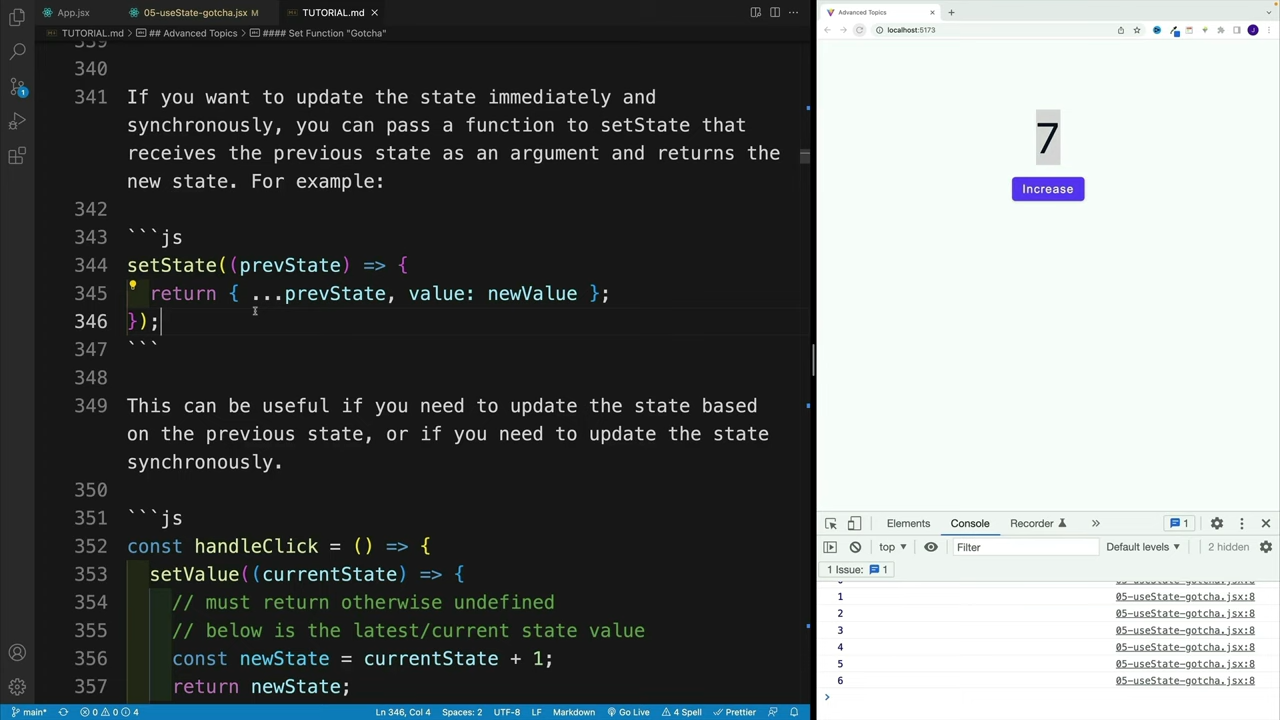 App.jsx
05-useState-gotcha.jsx M
TUTORIAL.md
TUTORIAL.md > ## Advanced Topics > #### Set Function "Gotcha"
340
341 If you want to update the state immediately and
synchronously, you can pass a function to setState that
receives the previous state as an argument and returns the
new state. For example:
342
343 ```js
344 setState((prevState) => {
345 return { ...prevState, value: newValue };
346 });
347 ```
348
349 This can be useful if you need to update the state based
on the previous state, or if you need to update the state
synchronously.
350
351 ```js
352 const handleClick = () => {
353 setValue((currentState) => {
354 // must return otherwise undefined
355 // below is the latest/current state value
356 const newState = currentState + 1;
357 return newState;
main* 0 0 4 Ln 346, Col 4 Spaces: 2 UTF-8 LF Markdown Go Live 4 Spell Prettier
1
Advanced Topics
localhost:5173
J
7
Increase
Elements Console Recorder 1
top Filter Default levels 2 hidden
1 Issue: 1
1 05-useState-gotcha.jsx:8
2 05-useState-gotcha.jsx:8
3 05-useState-gotcha.jsx:8
4 05-useState-gotcha.jsx:8
5 05-useState-gotcha.jsx:8
6 05-useState-gotcha.jsx:8